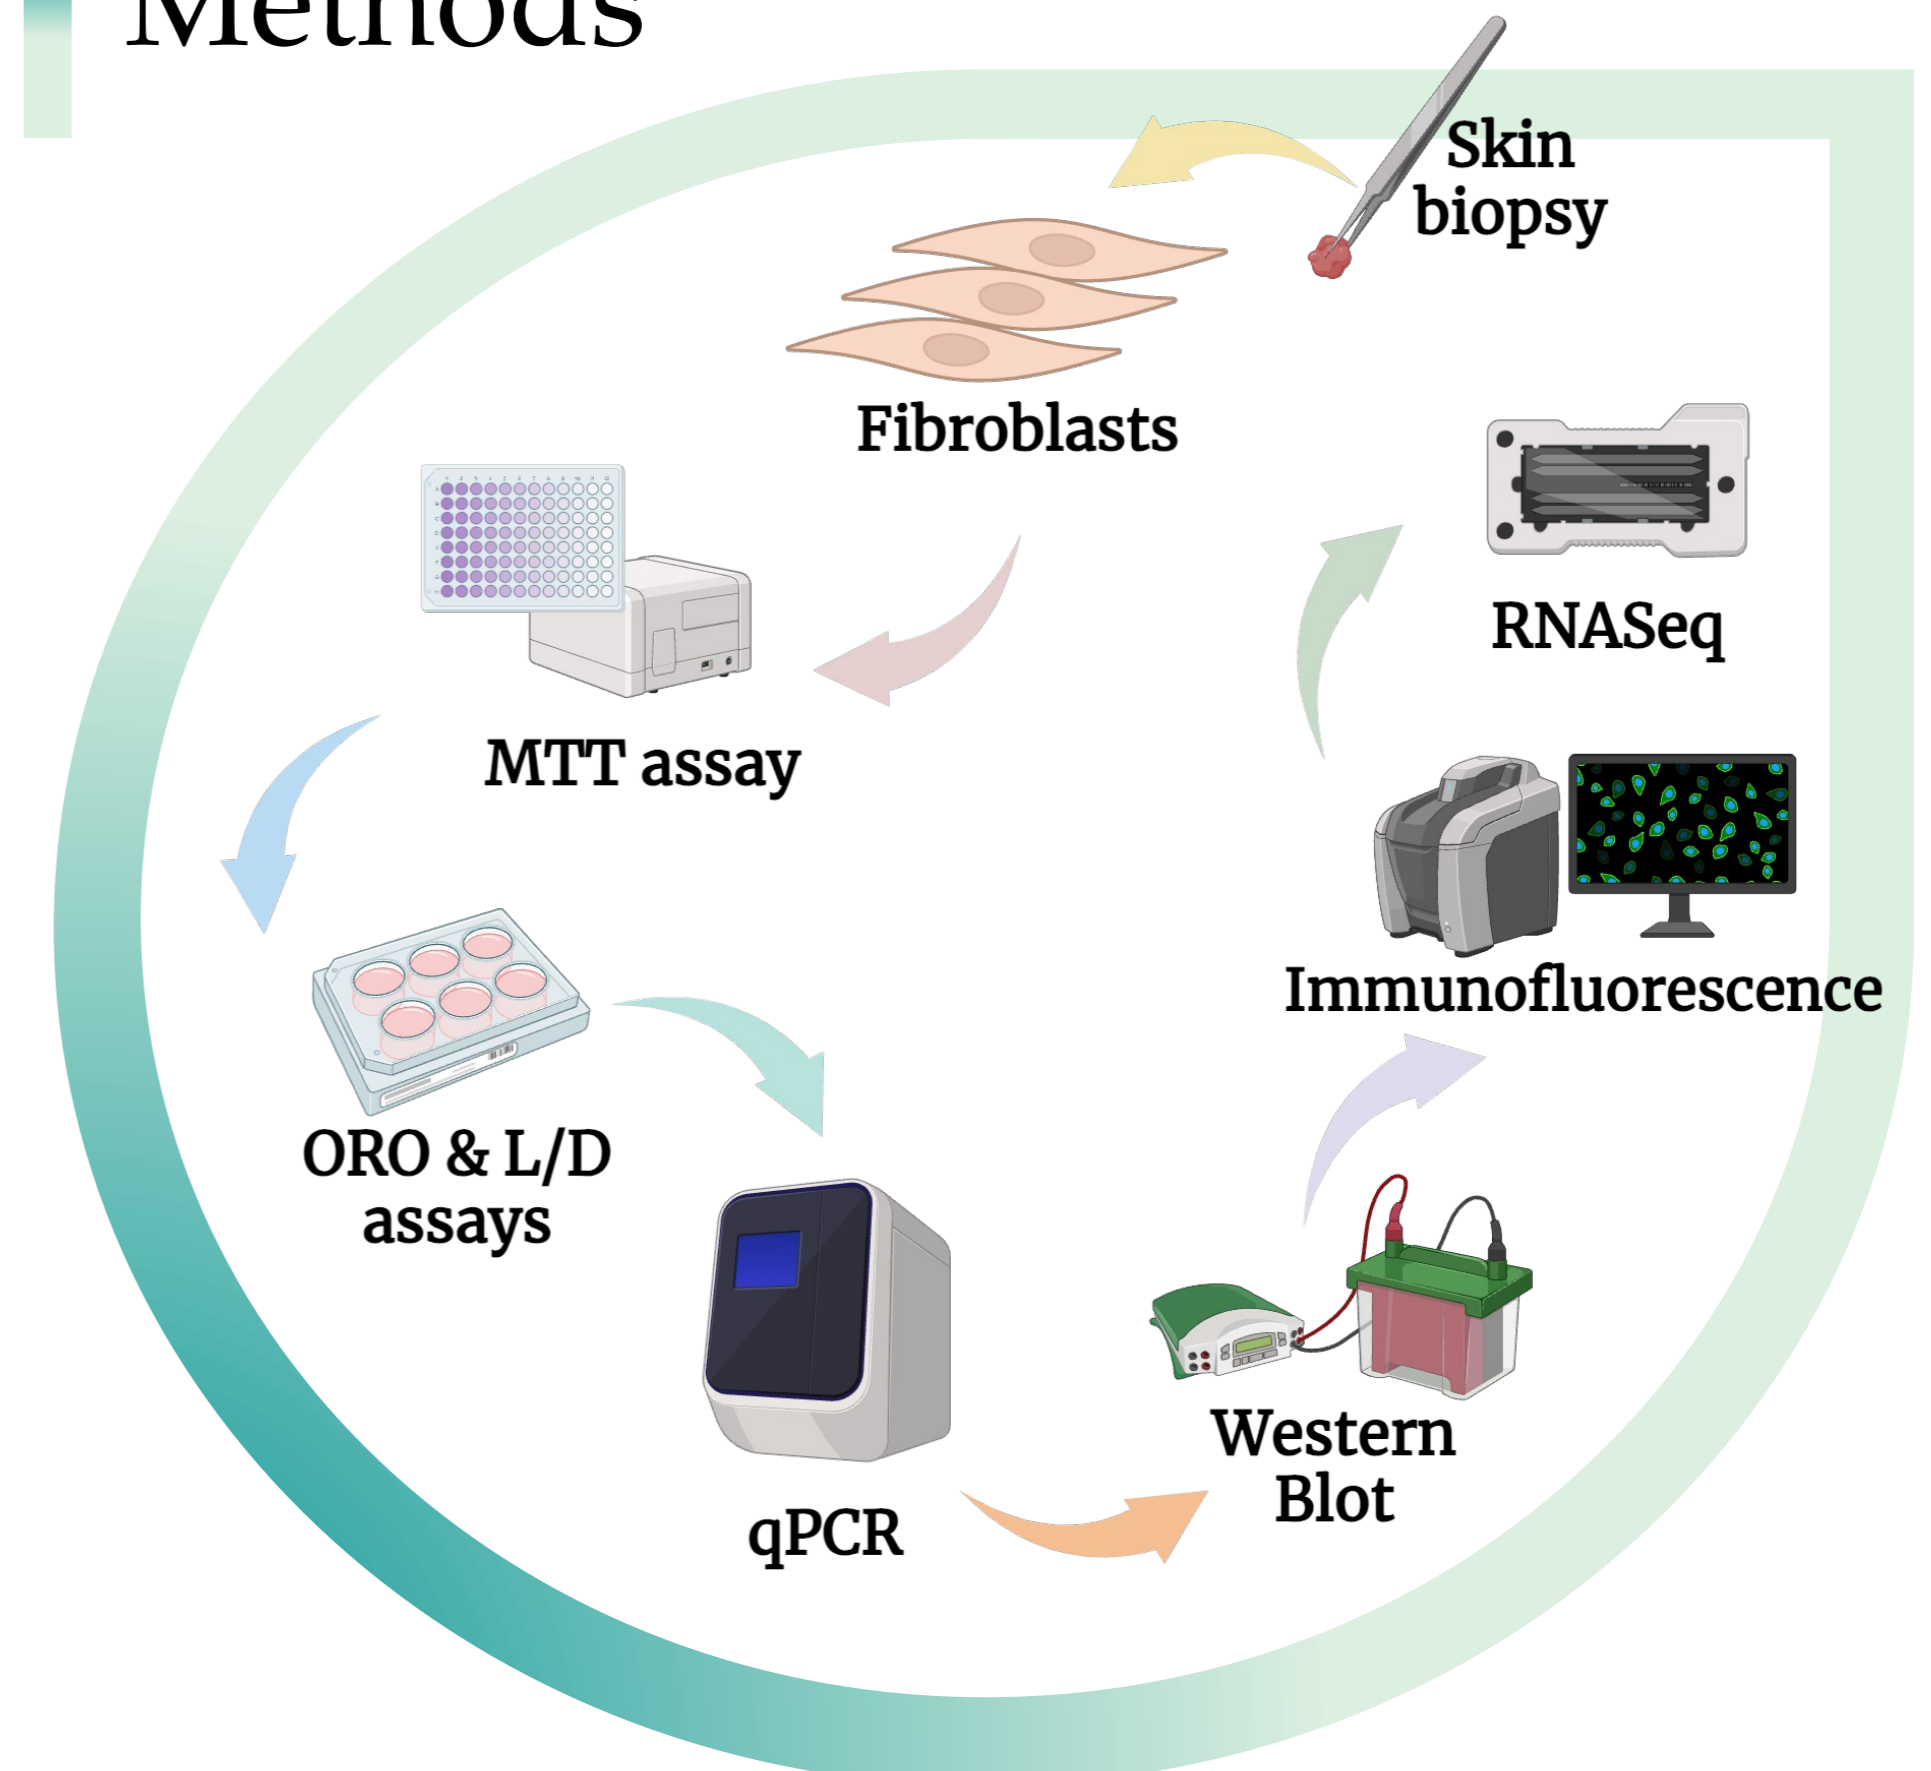 Methods
Skin
biopsy
Fibroblasts
MTT assay
ORO & L/D
assays
qPCR
Western
Blot
Immunofluorescence
RNASeq